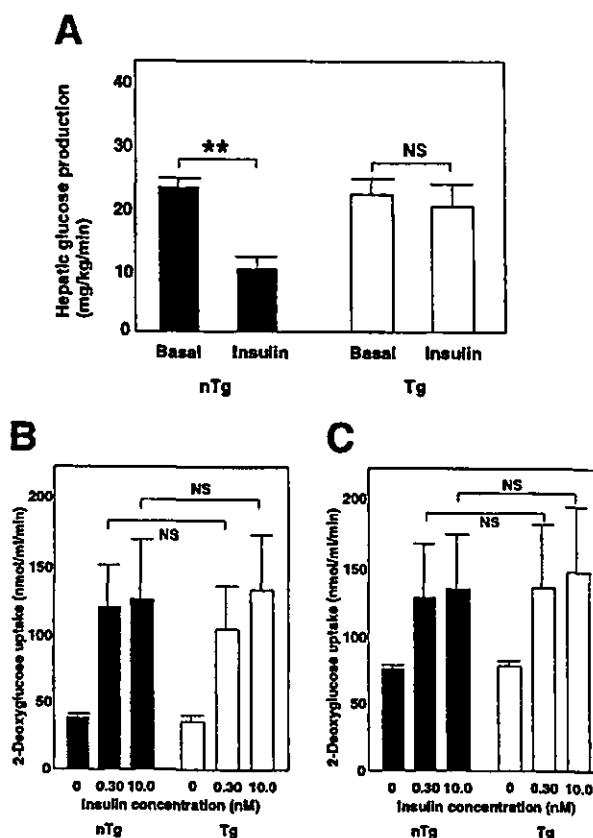 A
Hepatic glucose production
(mg/kg/min)
40
30
20
10
0
**
NS
Basal Insulin Basal Insulin
nTg Tg
B
2-Deoxyglucose uptake (nmol/ml/min)
200
150
100
50
0
NS
NS
0 0.30 10.0 0 0.30 10.0
Insulin concentration (nM)
nTg Tg
C
2-Deoxyglucose uptake (nmol/ml/min)
200
150
100
50
0
NS
NS
0 0.30 10.0 0 0.30 10.0
Insulin concentration (nM)
nTg Tg